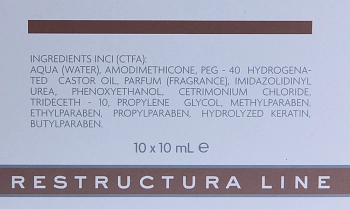 INGREDIENTS INCI (CTFA):
AQUA (WATER), AMODIMETHICONE, PEG - 40 HYDROGENA-
TED CASTOR OIL, PARFUM (FRAGRANCE), IMIDAZOLIDINYL
UREA, PHENOXYETHANOL, CETRIMONIUM CHLORIDE,
TRIDECETH - 10, PROPYLENE GLYCOL, METHYLPARABEN,
ETHYLPARABEN, PROPYLPARABEN, HYDROLYZED KERATIN,
BUTYLPARABEN.
10 x 10 mL ℮
RESTRUCTURA LINE